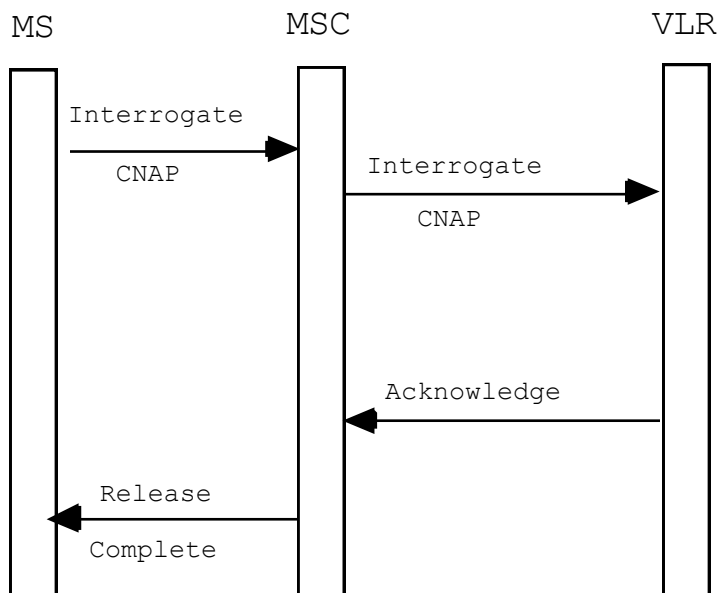 MS MSC VLR
Interrogate
CNAP
Interrogate
CNAP
Acknowledge
Release
Complete